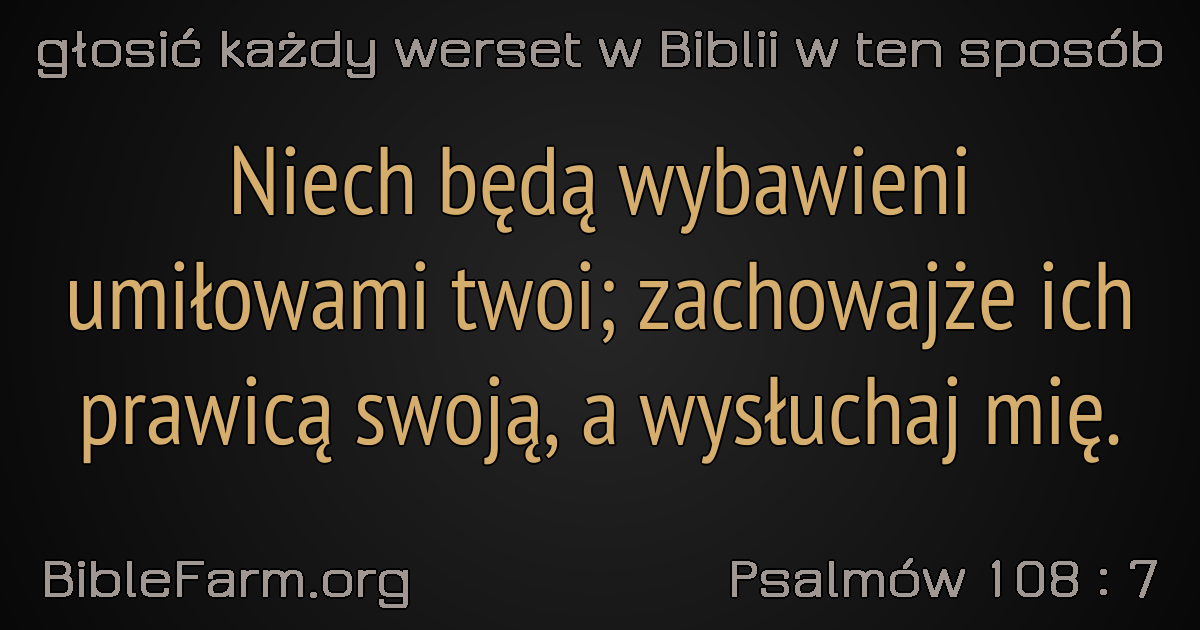 głosić każdy werset w Biblii w ten sposób
Niech będą wybawieni
umiłowami twoi; zachowajże ich
prawicą swoją, a wysłuchaj mię.
BibleFarm.org
Psalmów 108 : 7